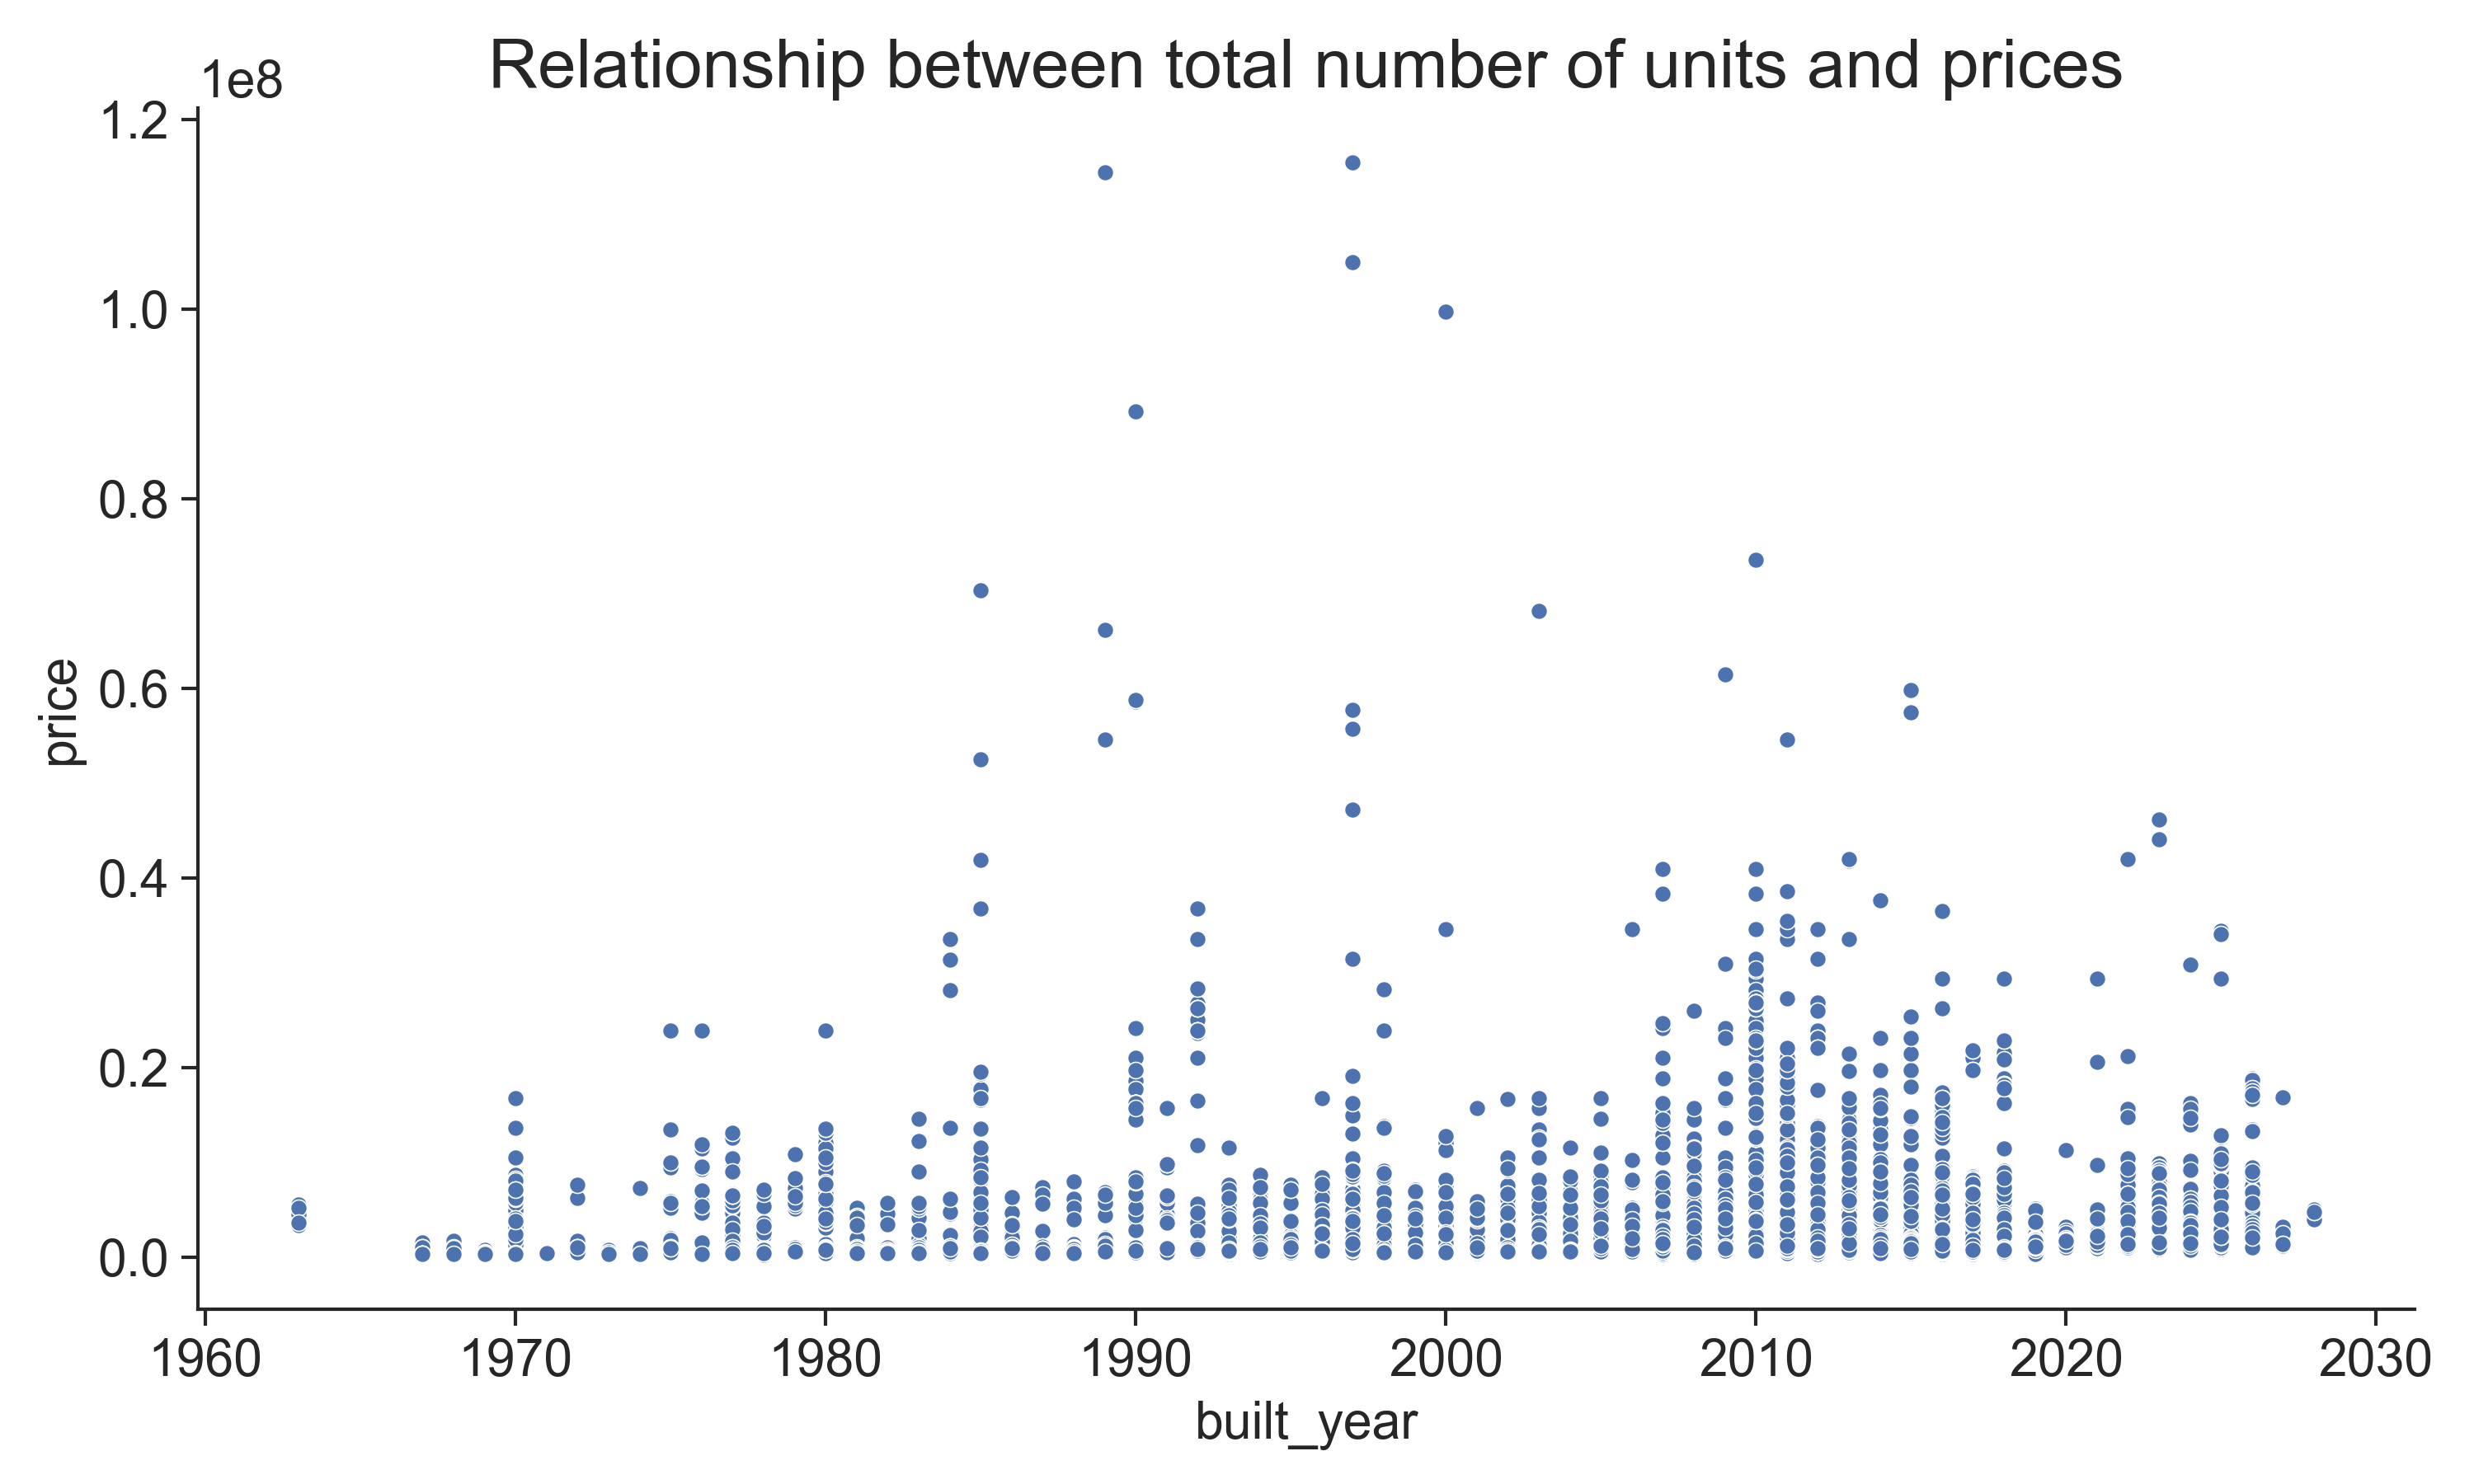 Relationship between total number of units and prices
1e8
1.2
1.0
0.8
0.6
0.4
0.2
0.0
price
1960 1970 1980 1990 2000 2010 2020 2030
built_year